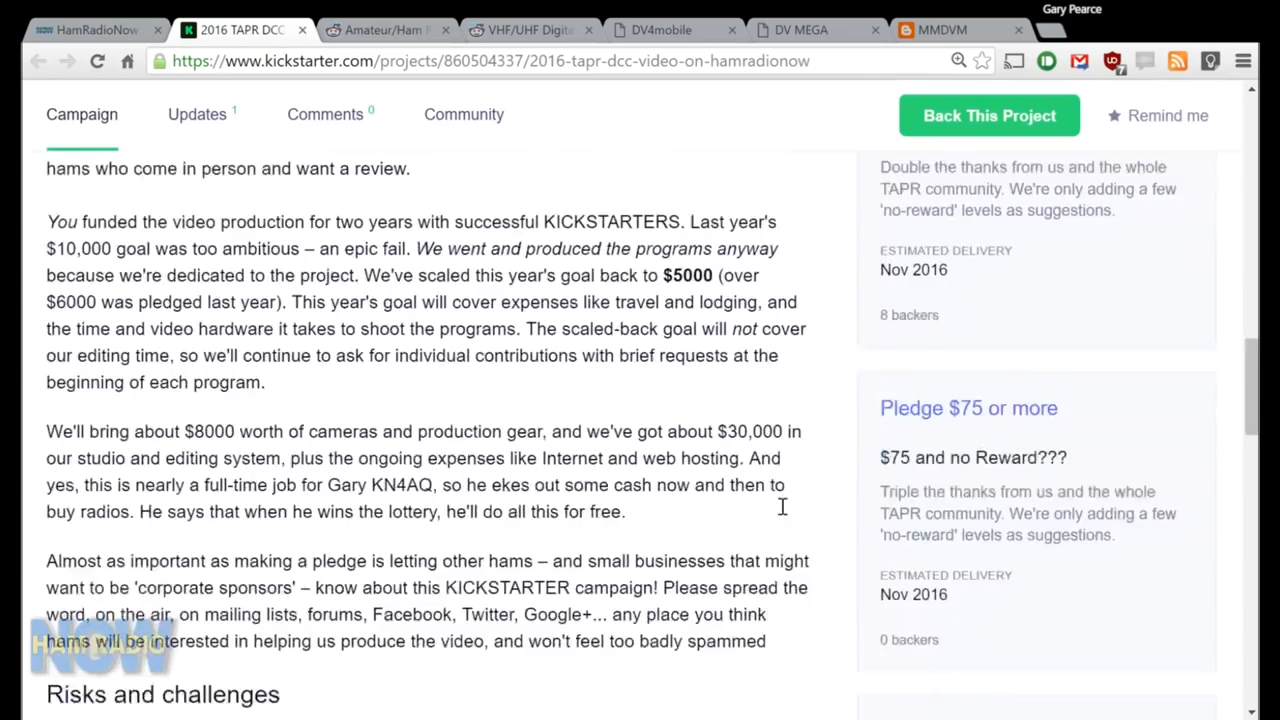 Gary Pearce
HamRadioNow
2016 TAPR DCC
Amateur/Ham
VHF/UHF Digita
DV4mobile
DV MEGA
MMDVM
https://www.kickstarter.com/projects/860504337/2016-tapr-dcc-video-on-hamradionow
7
Campaign
Updates 1
Comments 0
Community
Back This Project
Remind me
hams who come in person and want a review.
You funded the video production for two years with successful KICKSTARTERS. Last year's
$10,000 goal was too ambitious – an epic fail. We went and produced the programs anyway
because we're dedicated to the project. We've scaled this year's goal back to $5000 (over
$6000 was pledged last year). This year's goal will cover expenses like travel and lodging, and
the time and video hardware it takes to shoot the programs. The scaled-back goal will not cover
our editing time, so we'll continue to ask for individual contributions with brief requests at the
beginning of each program.
We'll bring about $8000 worth of cameras and production gear, and we've got about $30,000 in
our studio and editing system, plus the ongoing expenses like Internet and web hosting. And
yes, this is nearly a full-time job for Gary KN4AQ, so he ekes out some cash now and then to
buy radios. He says that when he wins the lottery, he'll do all this for free.
Almost as important as making a pledge is letting other hams – and small businesses that might
want to be 'corporate sponsors' – know about this KICKSTARTER campaign! Please spread the
word, on the air, on mailing lists, forums, Facebook, Twitter, Google+... any place you think
hams will be interested in helping us produce the video, and won't feel too badly spammed
Risks and challenges
Double the thanks from us and the whole
TAPR community. We're only adding a few
'no-reward' levels as suggestions.
ESTIMATED DELIVERY
Nov 2016
8 backers
Pledge $75 or more
$75 and no Reward???
Triple the thanks from us and the whole
TAPR community. We're only adding a few
'no-reward' levels as suggestions.
ESTIMATED DELIVERY
Nov 2016
0 backers
HAM RADIO
NOW